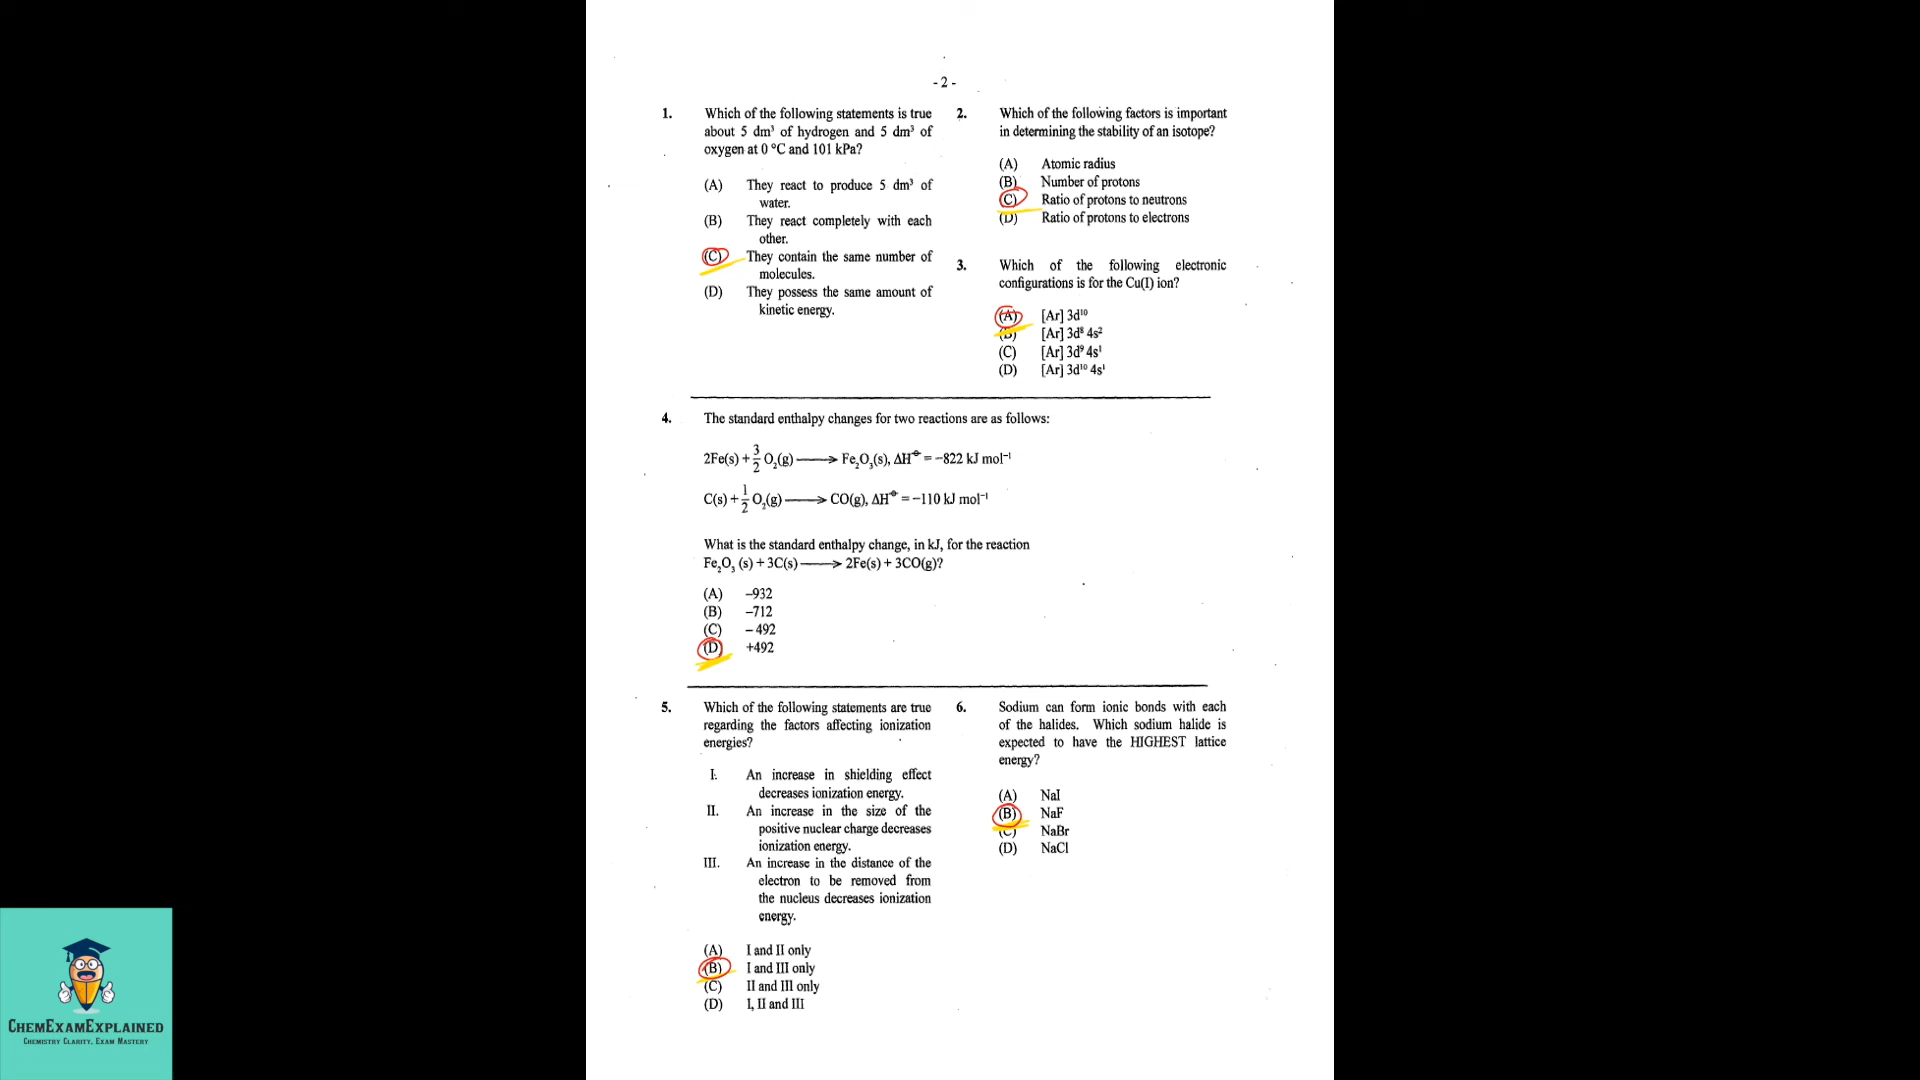 - 2 -
1. Which of the following statements is true
about 5 dm³ of hydrogen and 5 dm³ of
oxygen at 0 °C and 101 kPa?
(A) They react to produce 5 dm³ of
water.
(B) They react completely with each
other.
(C) They contain the same number of
molecules.
(D) They possess the same amount of
kinetic energy.
2. Which of the following factors is important
in determining the stability of an isotope?
(A) Atomic radius
(B) Number of protons
(C) Ratio of protons to neutrons
(D) Ratio of protons to electrons
3. Which of the following electronic
configurations is for the Cu(I) ion?
(A) [Ar] 3d¹⁰
(B) [Ar] 3d⁸ 4s²
(C) [Ar] 3d⁹ 4s¹
(D) [Ar] 3d¹⁰ 4s¹
4. The standard enthalpy changes for two reactions are as follows:
2Fe(s) + 3/2 O₂(g) ⟶ Fe₂O₃(s), ΔH⦵ = −822 kJ mol⁻¹
C(s) + 1/2 O₂(g) ⟶ CO(g), ΔH⦵ = −110 kJ mol⁻¹
What is the standard enthalpy change, in kJ, for the reaction
Fe₂O₃ (s) + 3C(s) ⟶ 2Fe(s) + 3CO(g)?
(A) −932
(B) −712
(C) − 492
(D) +492
5. Which of the following statements are true
regarding the factors affecting ionization
energies?
I. An increase in shielding effect
decreases ionization energy.
II. An increase in the size of the
positive nuclear charge decreases
ionization energy.
III. An increase in the distance of the
electron to be removed from
the nucleus decreases ionization
energy.
(A) I and II only
(B) I and III only
(C) II and III only
(D) I, II and III
6. Sodium can form ionic bonds with each
of the halides. Which sodium halide is
expected to have the HIGHEST lattice
energy?
(A) NaI
(B) NaF
(C) NaBr
(D) NaCl
CHEMEXAMEXPLAINED
CHEMISTRY CLARITY, EXAM MASTERY